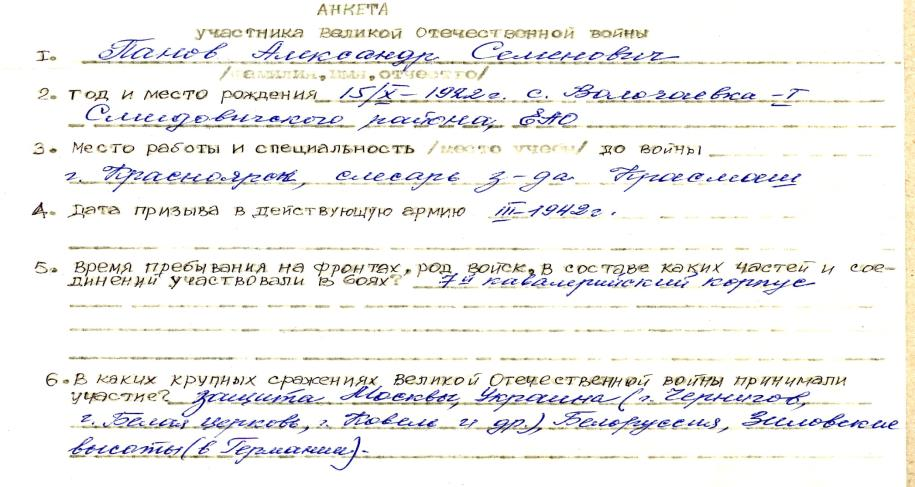 АНКЕТА
участника Великой Отечественной войны
I. Панов Александр Семенович
/фамилия, имя, отчество/
2. Год и место рождения 15/X-1922г. с. Волочаевка-I
Смидовичского района, ЕАО
3. Место работы и специальность /место учебы/ до войны
г. Красноярск, слесарь з-да Красмаш
4. Дата призыва в действующую армию III-1942г.
5. Время пребывания на фронтах, род войск, в составе каких частей и сое-
динений участвовали в боях? 7й кавалерийский корпус
6. В каких крупных сражениях Великой Отечественной войны принимали
участие? Защита Москвы, Украина (г. Чернигов,
г. Белая церковь, г. Ковель и др.), Белоруссия, Зиловские
высоты (в Германии).